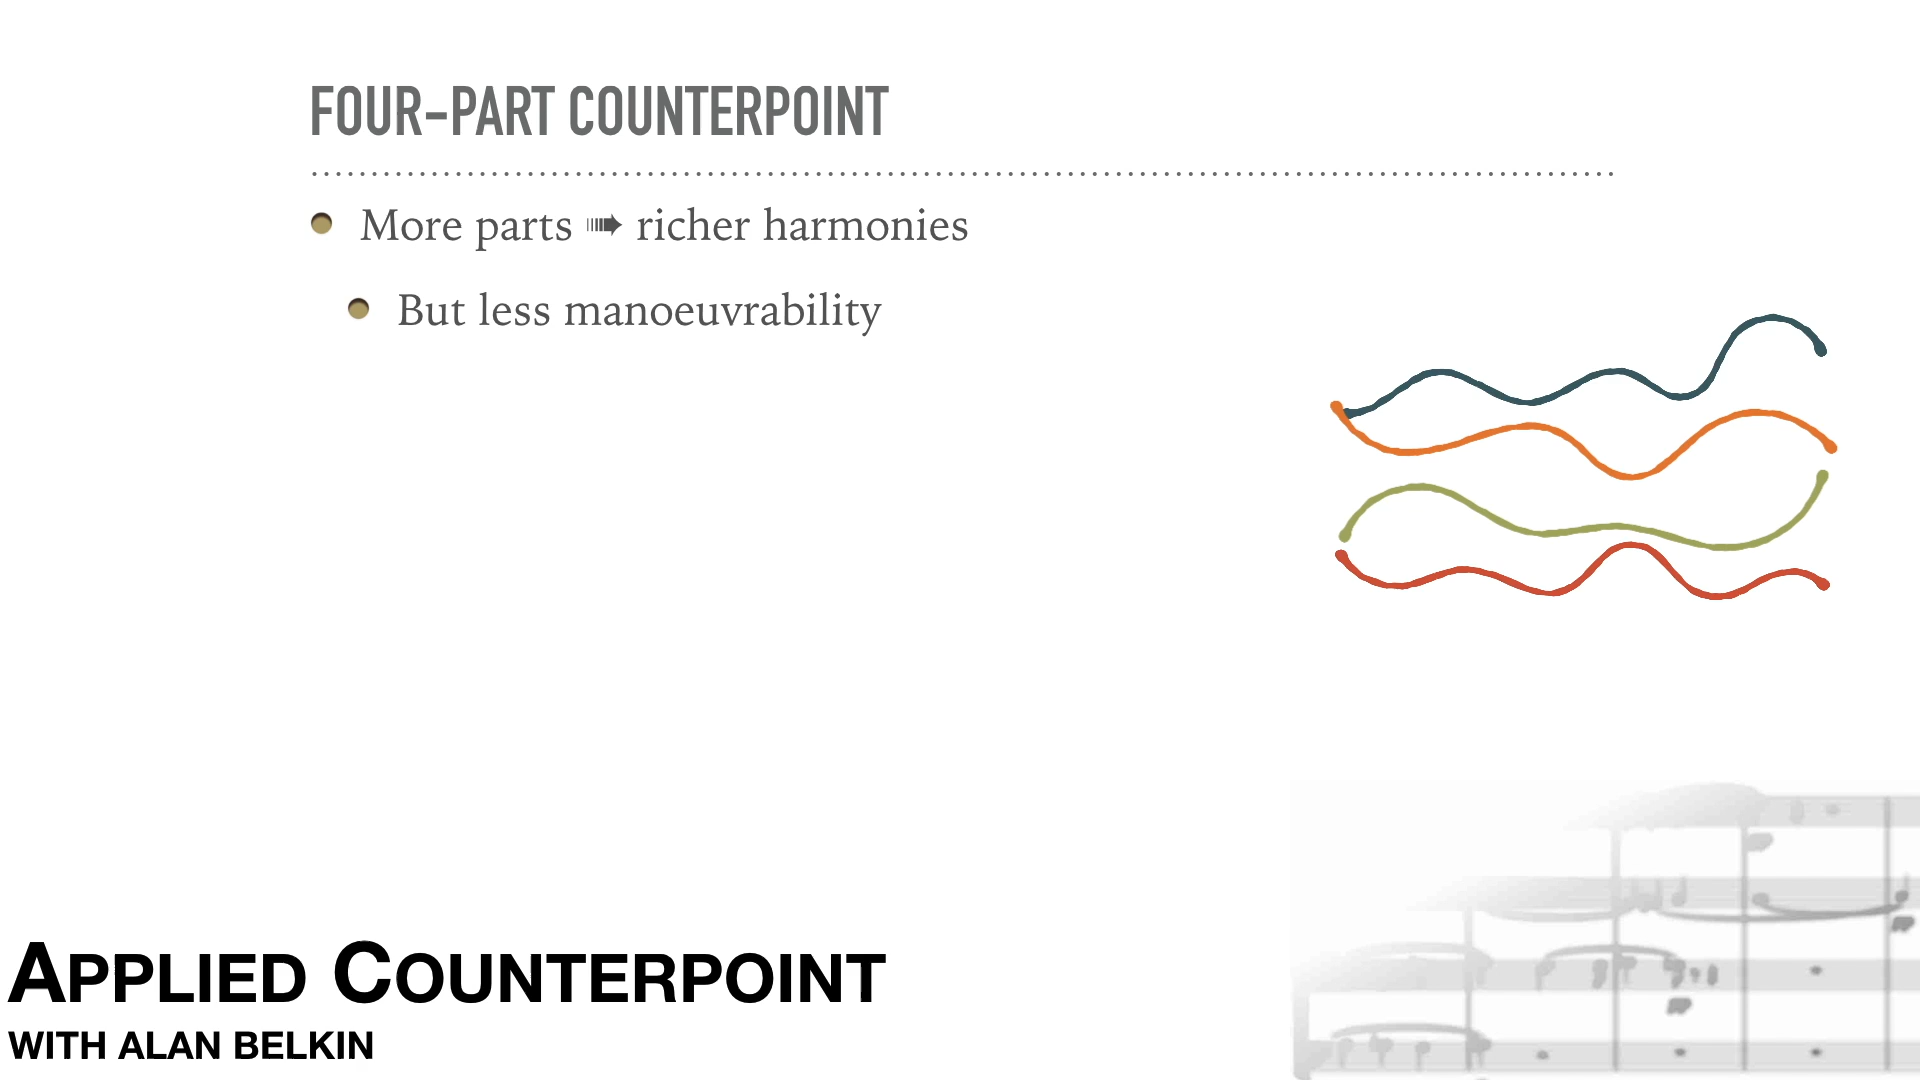 FOUR-PART COUNTERPOINT
More parts ➠ richer harmonies
But less manoeuvrability
APPLIED COUNTERPOINT
WITH ALAN BELKIN